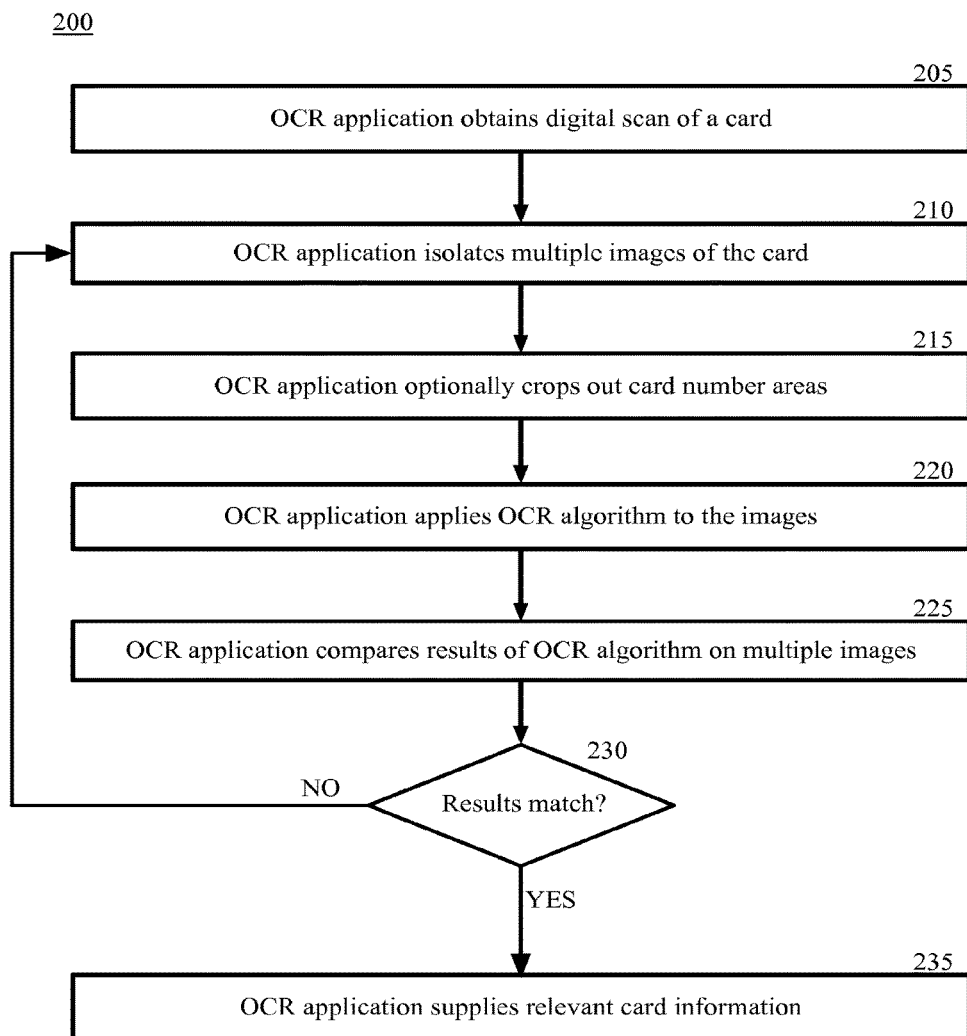 200
205
OCR application obtains digital scan of a card
210
OCR application isolates multiple images of the card
215
OCR application optionally crops out card number areas
220
OCR application applies OCR algorithm to the images
225
OCR application compares results of OCR algorithm on multiple images
230
NO
Results match?
YES
235
OCR application supplies relevant card information